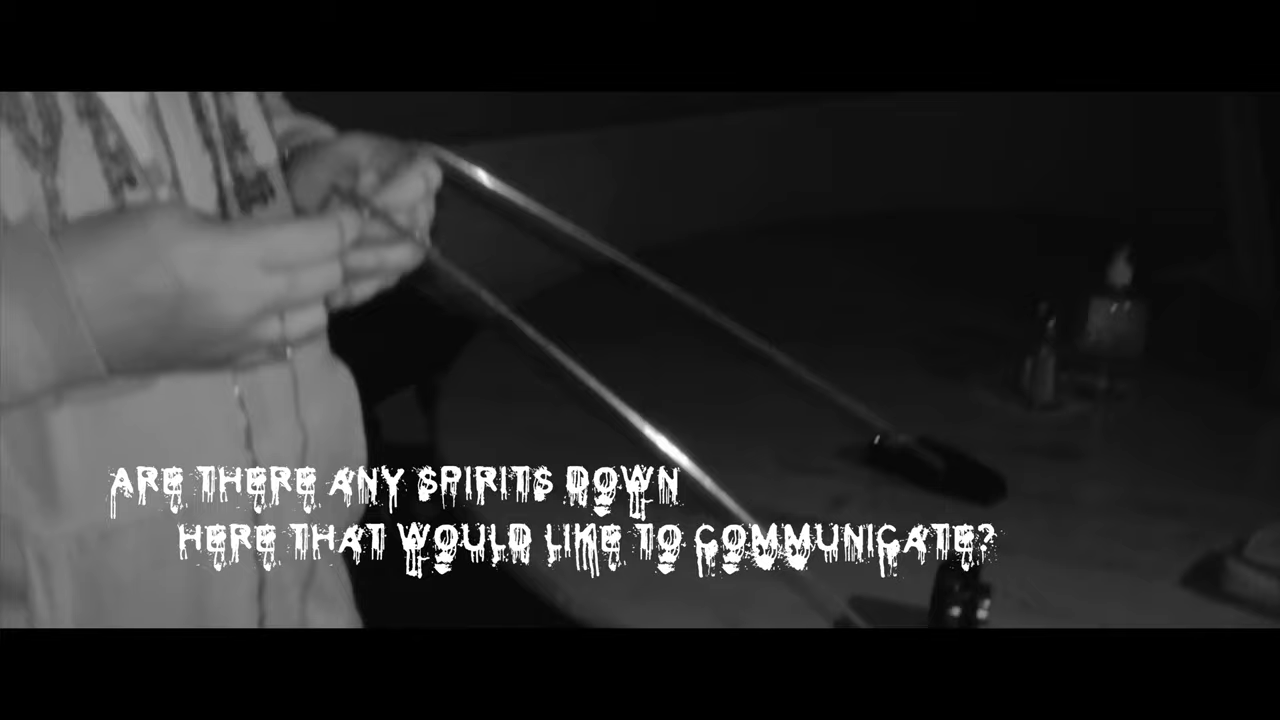 ARE THERE ANY SPIRITS DOWN
HERE THAT WOULD LIKE TO COMMUNICATE?